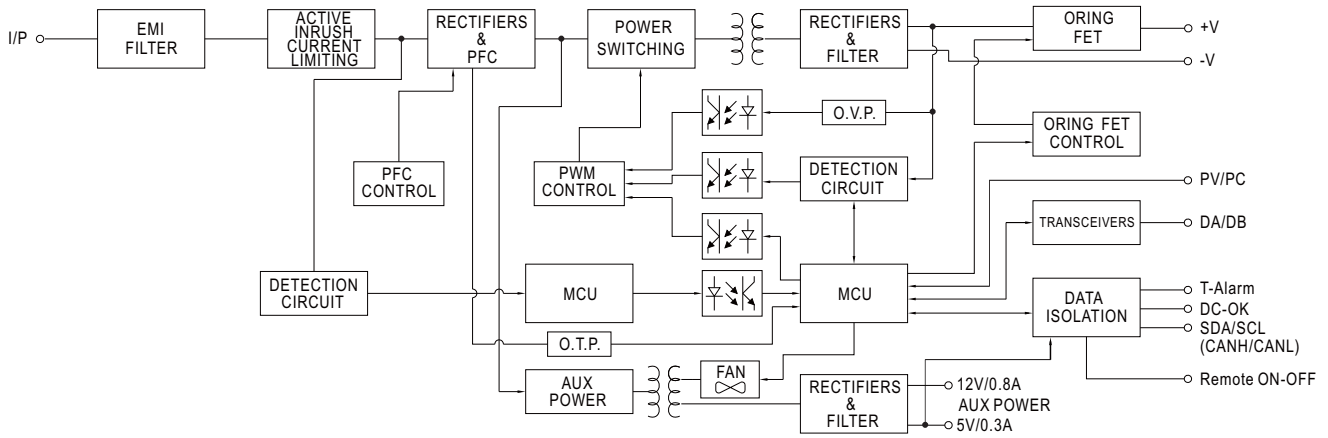 I/P
EMI
FILTER
ACTIVE
INRUSH
CURRENT
LIMITING
RECTIFIERS
&
PFC
POWER
SWITCHING
RECTIFIERS
&
FILTER
ORING
FET
+V
-V
O.V.P.
ORING FET
CONTROL
PFC
CONTROL
PWM
CONTROL
DETECTION
CIRCUIT
PV/PC
TRANSCEIVERS
DA/DB
DETECTION
CIRCUIT
MCU
MCU
DATA
ISOLATION
T-Alarm
DC-OK
SDA/SCL
(CANH/CANL)
O.T.P.
FAN
AUX
POWER
RECTIFIERS
&
FILTER
12V/0.8A
AUX POWER
5V/0.3A
Remote ON-OFF